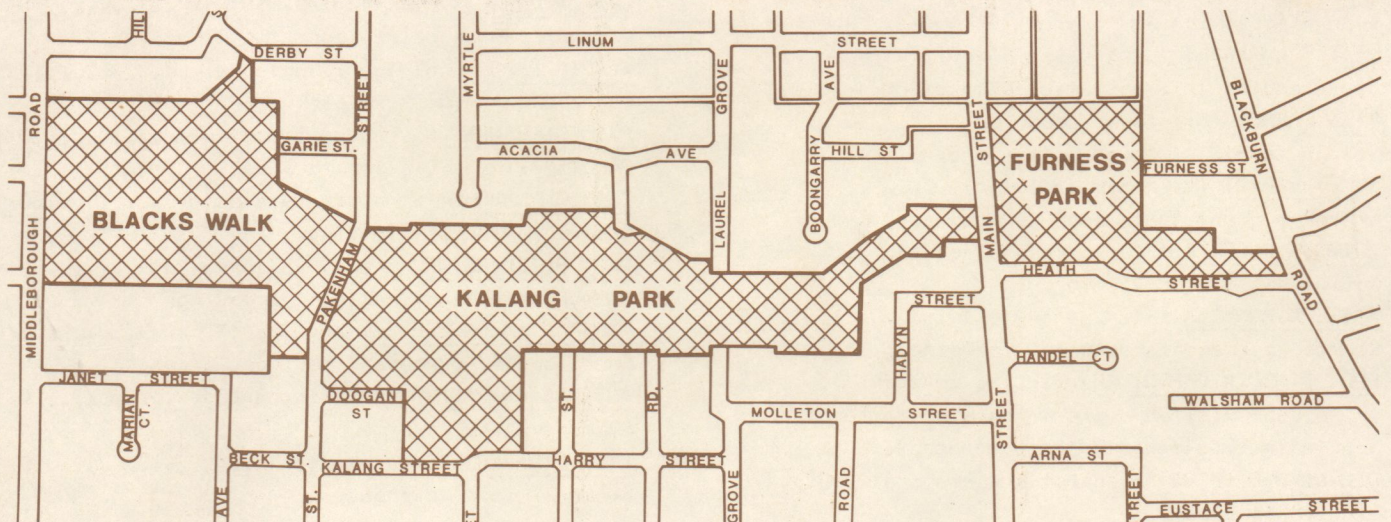 HIL
S
DERBY ST
STREET
MYRTLE
LINUM
STREET
GROVE
AVE
ROAD
GARIE ST.
ACACIA AVE
BOONGARRY
HILL ST
STREET
FURNESS
PARK
FURNESS ST
BLACKBURN
BLACKS WALK
LAUREL
MAIN
MIDDLEBOROUGH
PAKENHAM
KALANG PARK
HEATH
STREET
ROAD
STREET
HADYN
HANDEL CT
JANET STREET
MARIAN
CT.
DOOGAN
ST
ST.
RD.
MOLLETON STREET
WALSHAM ROAD
STREET
BECK ST
KALANG STREET
HARRY STREET
ARNA ST
AVE
ST.
T
GROVE
ROAD
TREET
EUSTACE STREET